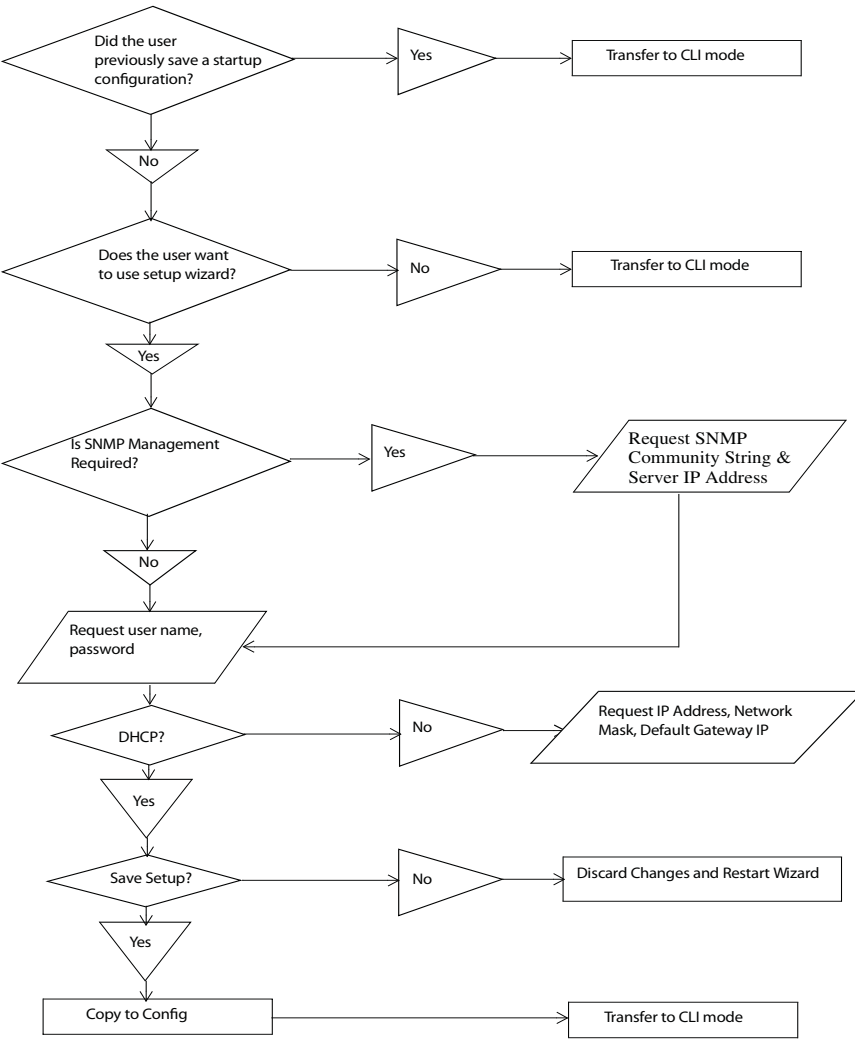 Did the user
previously save a startup
configuration?
Yes
Transfer to CLI mode
No
Does the user want
to use setup wizard?
No
Transfer to CLI mode
Yes
Is SNMP Management
Required?
Yes
Request SNMP
Community String &
Server IP Address
No
Request user name,
password
DHCP?
No
Request IP Address, Network
Mask, Default Gateway IP
Yes
Save Setup?
No
Discard Changes and Restart Wizard
Yes
Copy to Config
Transfer to CLI mode